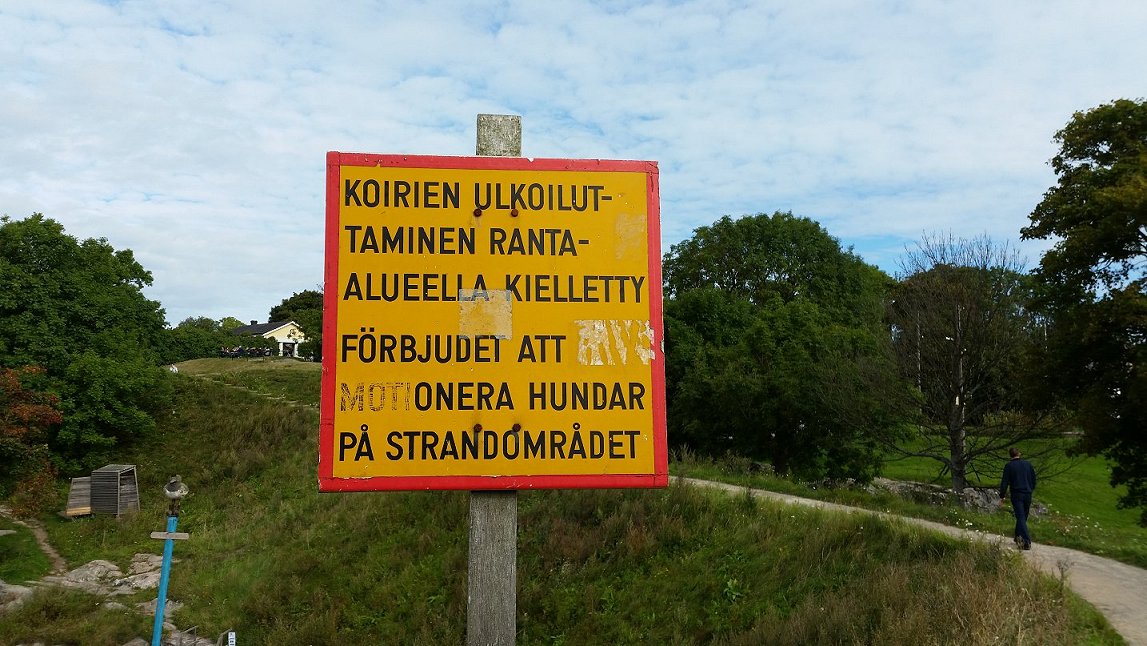 KOIRIEN ULKOILUT-
TAMINEN RANTA-
ALUEELLA KIELLETTY
FÖRBJUDET ATT
MOTIONERA HUNDAR
PÅ STRANDOMRÅDET